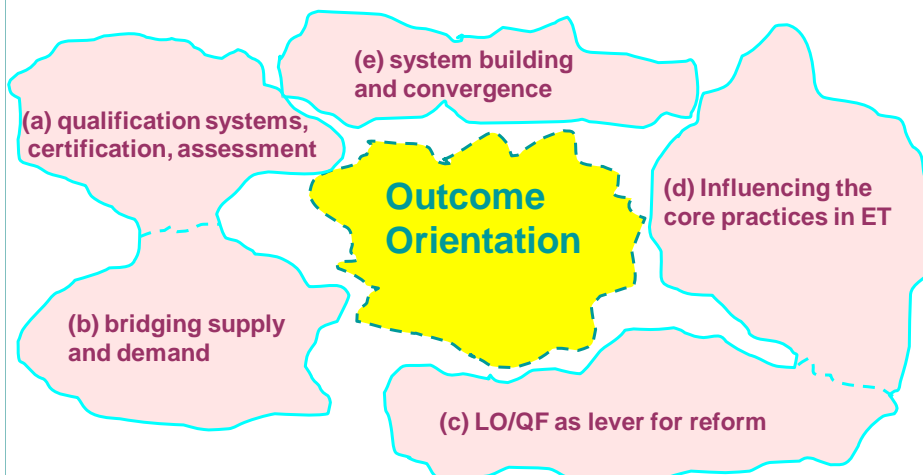 (e) system building
and convergence
(a) qualification systems,
certification, assessment
Outcome
Orientation
(d) Influencing the
core practices in ET
(b) bridging supply
and demand
(c) LO/QF as lever for reform